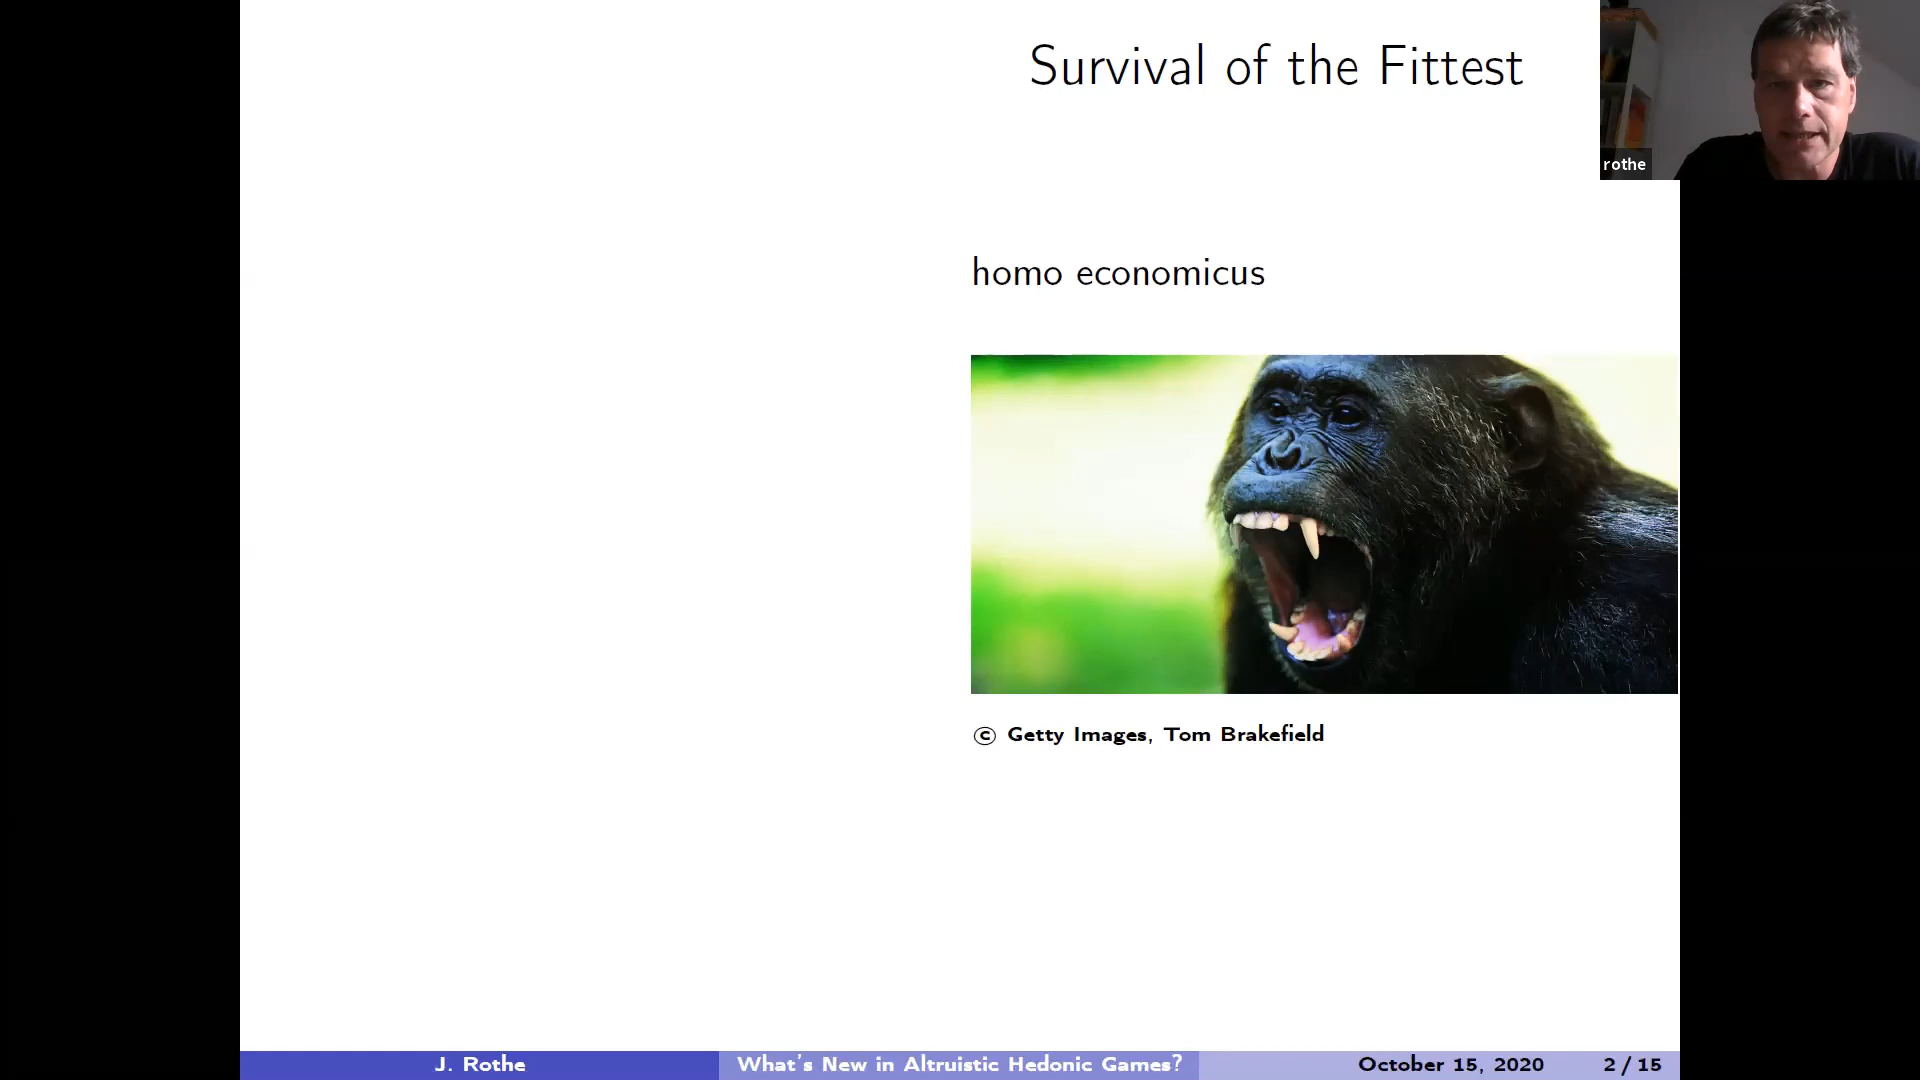 Survival of the Fittest
rothe
homo economicus
© Getty Images, Tom Brakefield
J. Rothe
What's New in Altruistic Hedonic Games?
October 15, 2020
2 / 15